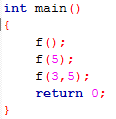 int main()
{
f();
f(5);
f(3,5);
return 0;
}